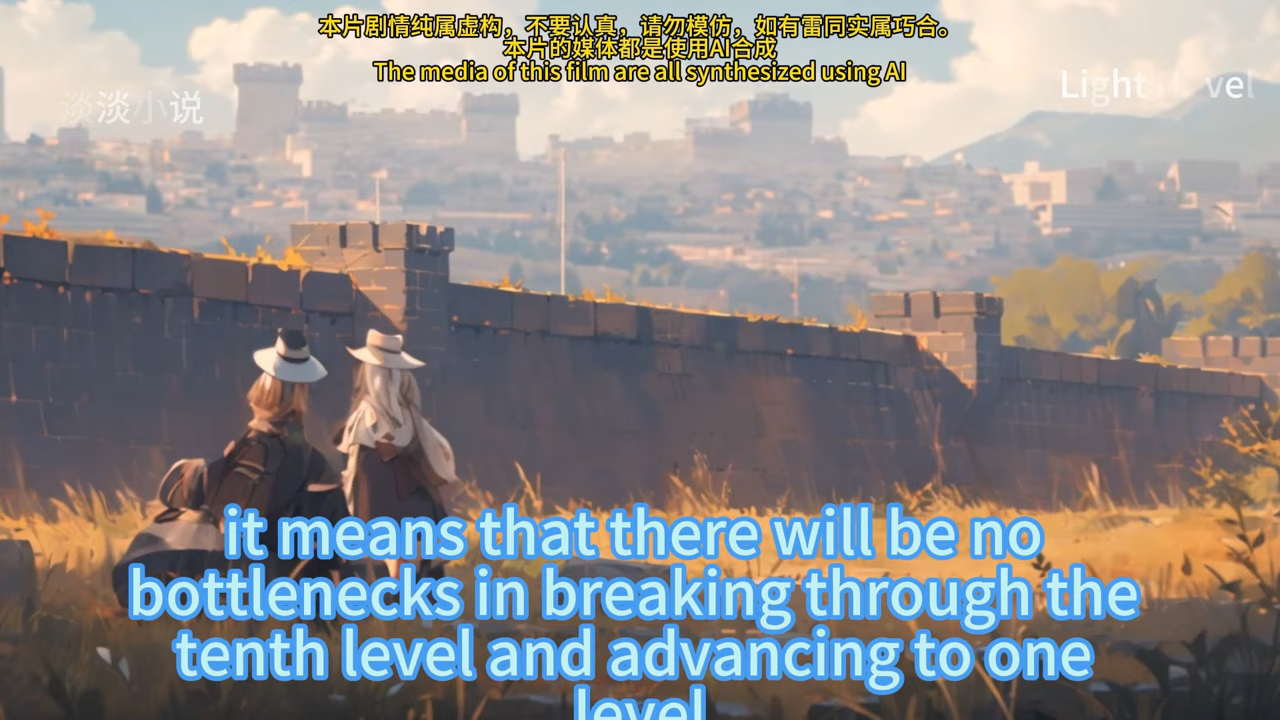 本片剧情纯属虚构，不要认真，请勿模仿，如有雷同实属巧合。
本片的媒体都是使用AI合成
The media of this film are all synthesized using AI
淡淡小说
Light
it means that there will be no
bottlenecks in breaking through the
tenth level and advancing to one
level